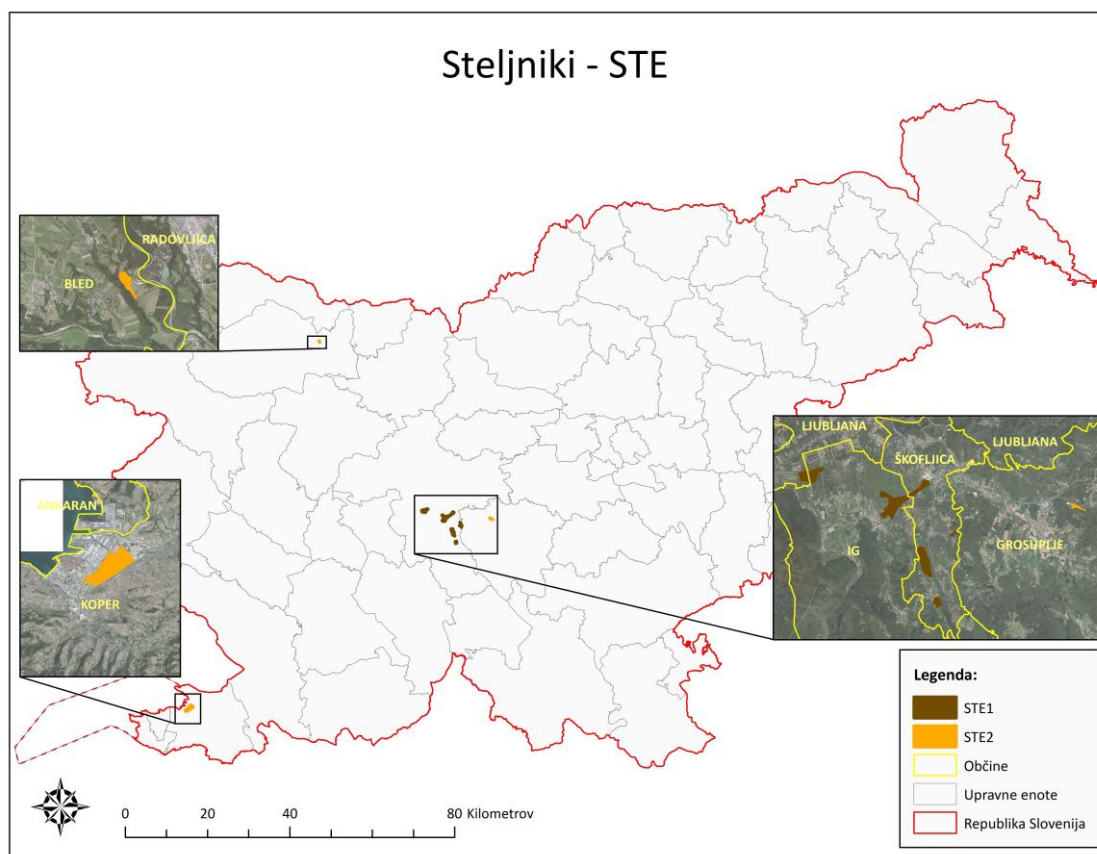 Steljniki - STE
RADOVLJICA
BLED
LJUBLJANA
LJUBLJANA
ŠKOFLJICA
IG
GROSUPLJE
ANKARAN
KOPER
Legenda:
STE1
STE2
Občine
Upravne enote
Republika Slovenija
0 20 40 80 Kilometrov